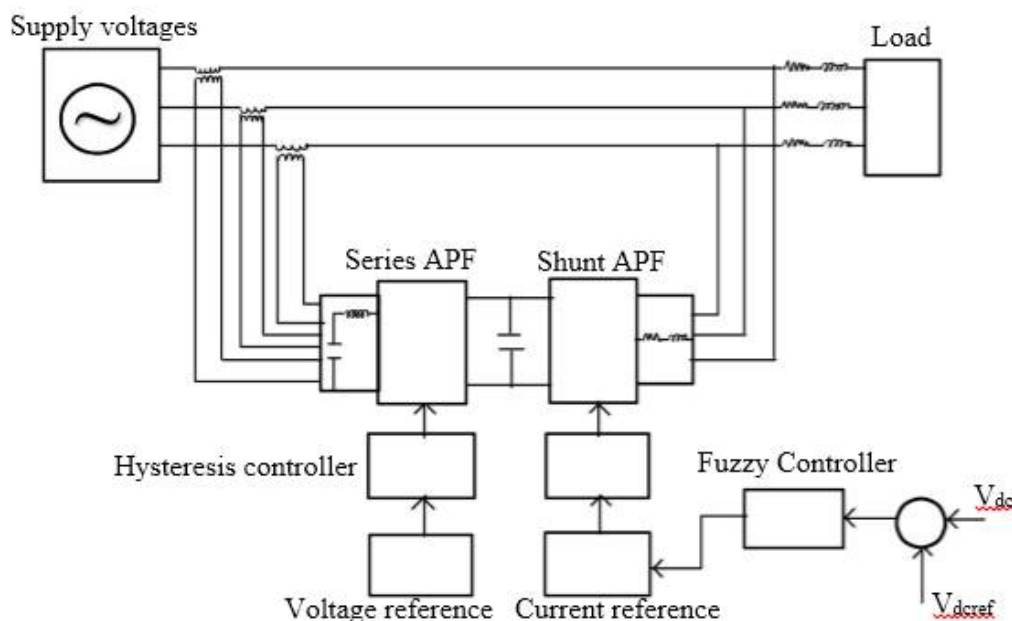 Supply voltages
Load
Series APF
Shunt APF
Hysteresis controller
Fuzzy Controller
Vdc
Vdcref
Voltage reference
Current reference